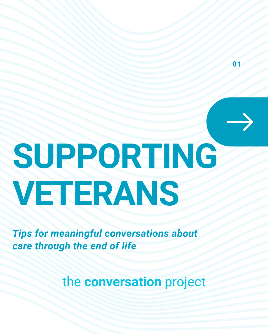 01
SUPPORTING
VETERANS
Tips for meaningful conversations about
care through the end of life
the conversation project